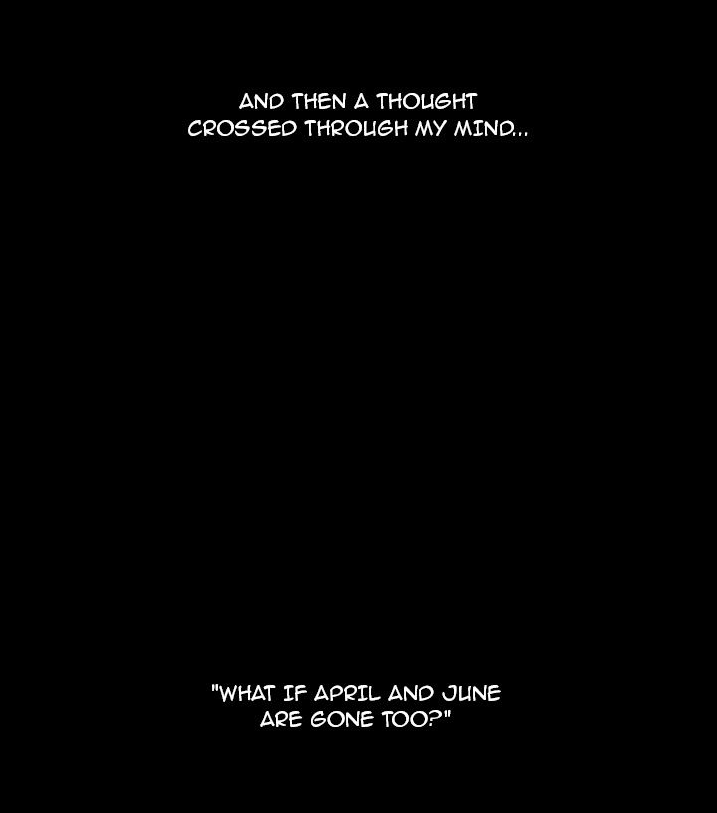 AND THEN A THOUGHT
CROSSED THROUGH MY MIND...
"WHAT IF APRIL AND JUNE
ARE GONE TOO?"